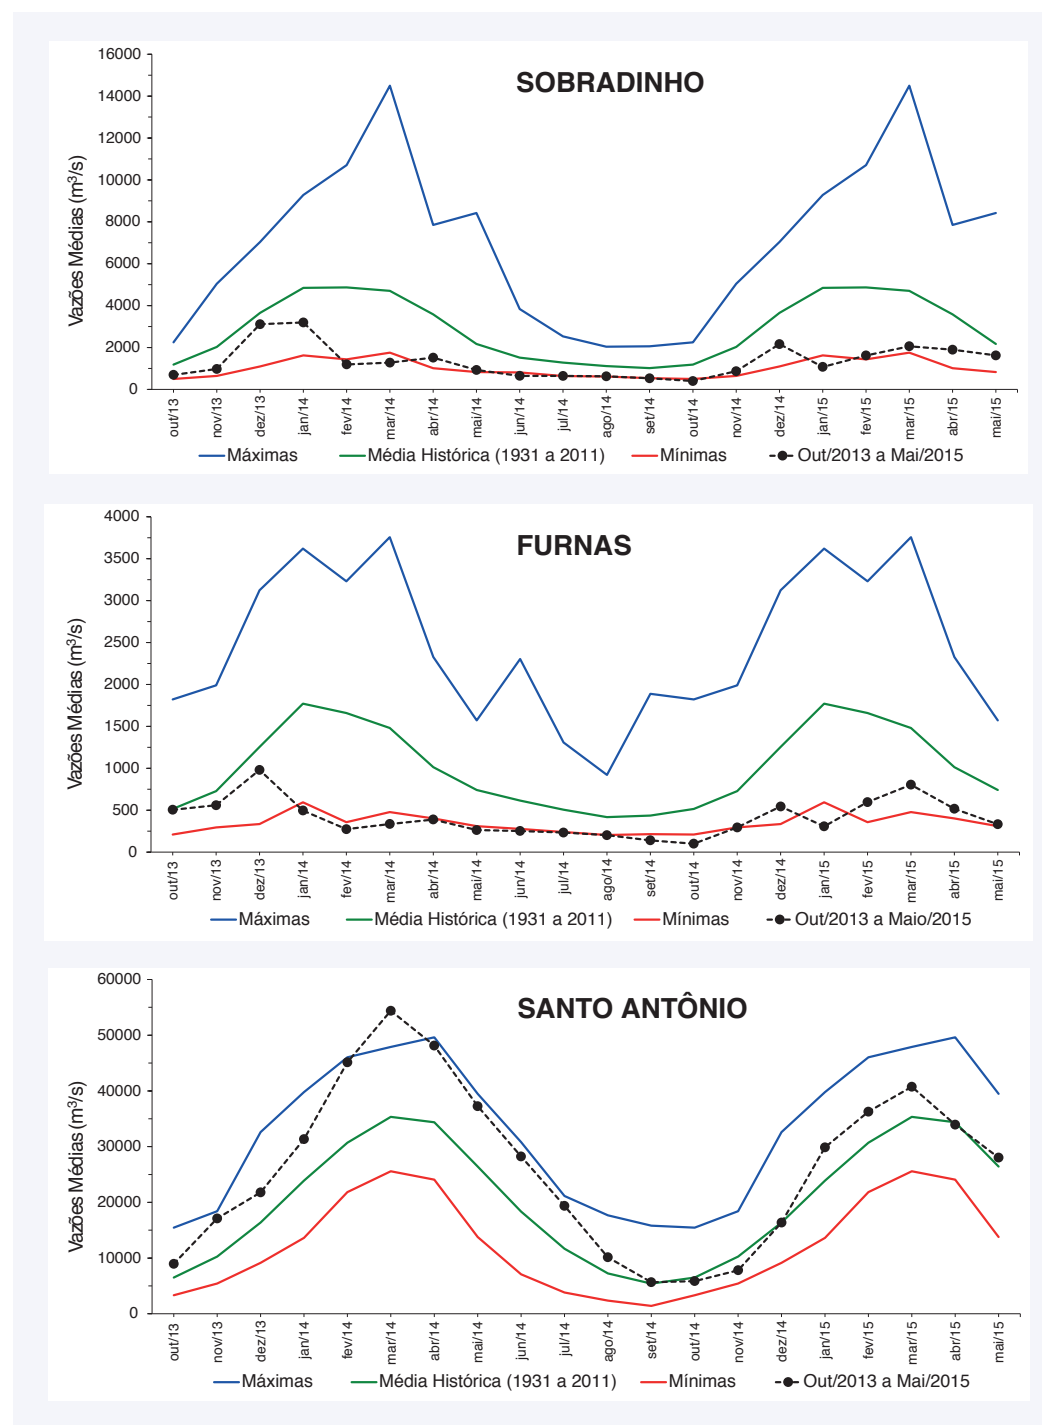 SOBRADINHO
Vazões Médias (m³/s)
16000
14000
12000
10000
8000
6000
4000
2000
0
out/13 nov/13 dez/13 jan/14 fev/14 mar/14 abr/14 mai/14 jun/14 jul/14 ago/14 set/14 out/14 nov/14 dez/14 jan/15 fev/15 mar/15 abr/15 mai/15
Máximas Média Histórica (1931 a 2011) Mínimas Out/2013 a Mai/2015
FURNAS
Vazões Médias (m³/s)
4000
3500
3000
2500
2000
1500
1000
500
0
out/13 nov/13 dez/13 jan/14 fev/14 mar/14 abr/14 mai/14 jun/14 jul/14 ago/14 set/14 out/14 nov/14 dez/14 jan/15 fev/15 mar/15 abr/15 mai/15
Máximas Média Histórica (1931 a 2011) Mínimas Out/2013 a Maio/2015
SANTO ANTÔNIO
Vazões Médias (m³/s)
60000
50000
40000
30000
20000
10000
0
out/13 nov/13 dez/13 jan/14 fev/14 mar/14 abr/14 mai/14 jun/14 jul/14 ago/14 set/14 out/14 nov/14 dez/14 jan/15 fev/15 mar/15 abr/15 mai/15
Máximas Média Histórica (1931 a 2011) Mínimas Out/2013 a Mai/2015